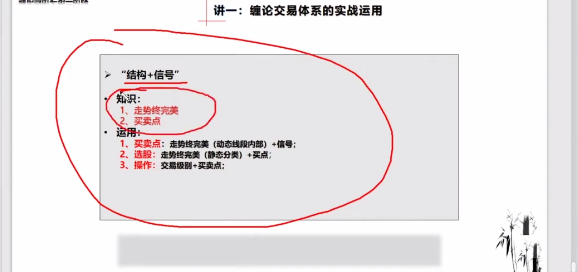 讲一：缠论交易体系的实战运用
➢ “结构+信号”
• 知识：
1、走势终完美
2、买卖点
• 运用：
1、买卖点：走势终完美（动态线段内部）+信号；
2、选股：走势终完美（静态分类）+买点；
3、操作：交易级别+买卖点；